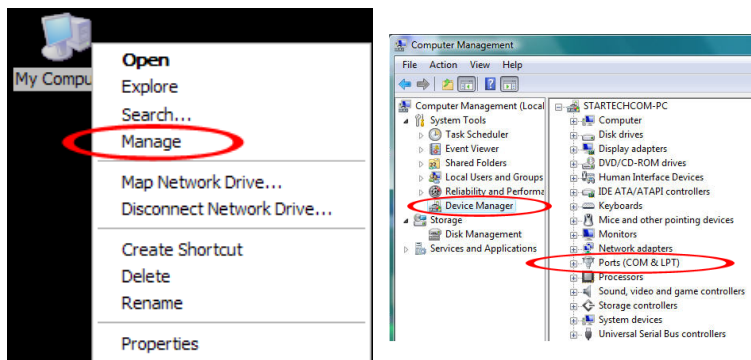 My Compu
Open
Explore
Search...
Manage
Map Network Drive...
Disconnect Network Drive...
Create Shortcut
Delete
Rename
Properties
Computer Management
File Action View Help
Computer Management (Local
System Tools
Task Scheduler
Event Viewer
Shared Folders
Local Users and Groups
Reliability and Performa
Device Manager
Storage
Disk Management
Services and Applications
STARTECHCOM-PC
Computer
Disk drives
Display adapters
DVD/CD-ROM drives
Human Interface Devices
IDE ATA/ATAPI controllers
Keyboards
Mice and other pointing devices
Monitors
Network adapters
Ports (COM & LPT)
Processors
Sound, video and game controllers
Storage controllers
System devices
Universal Serial Bus controllers